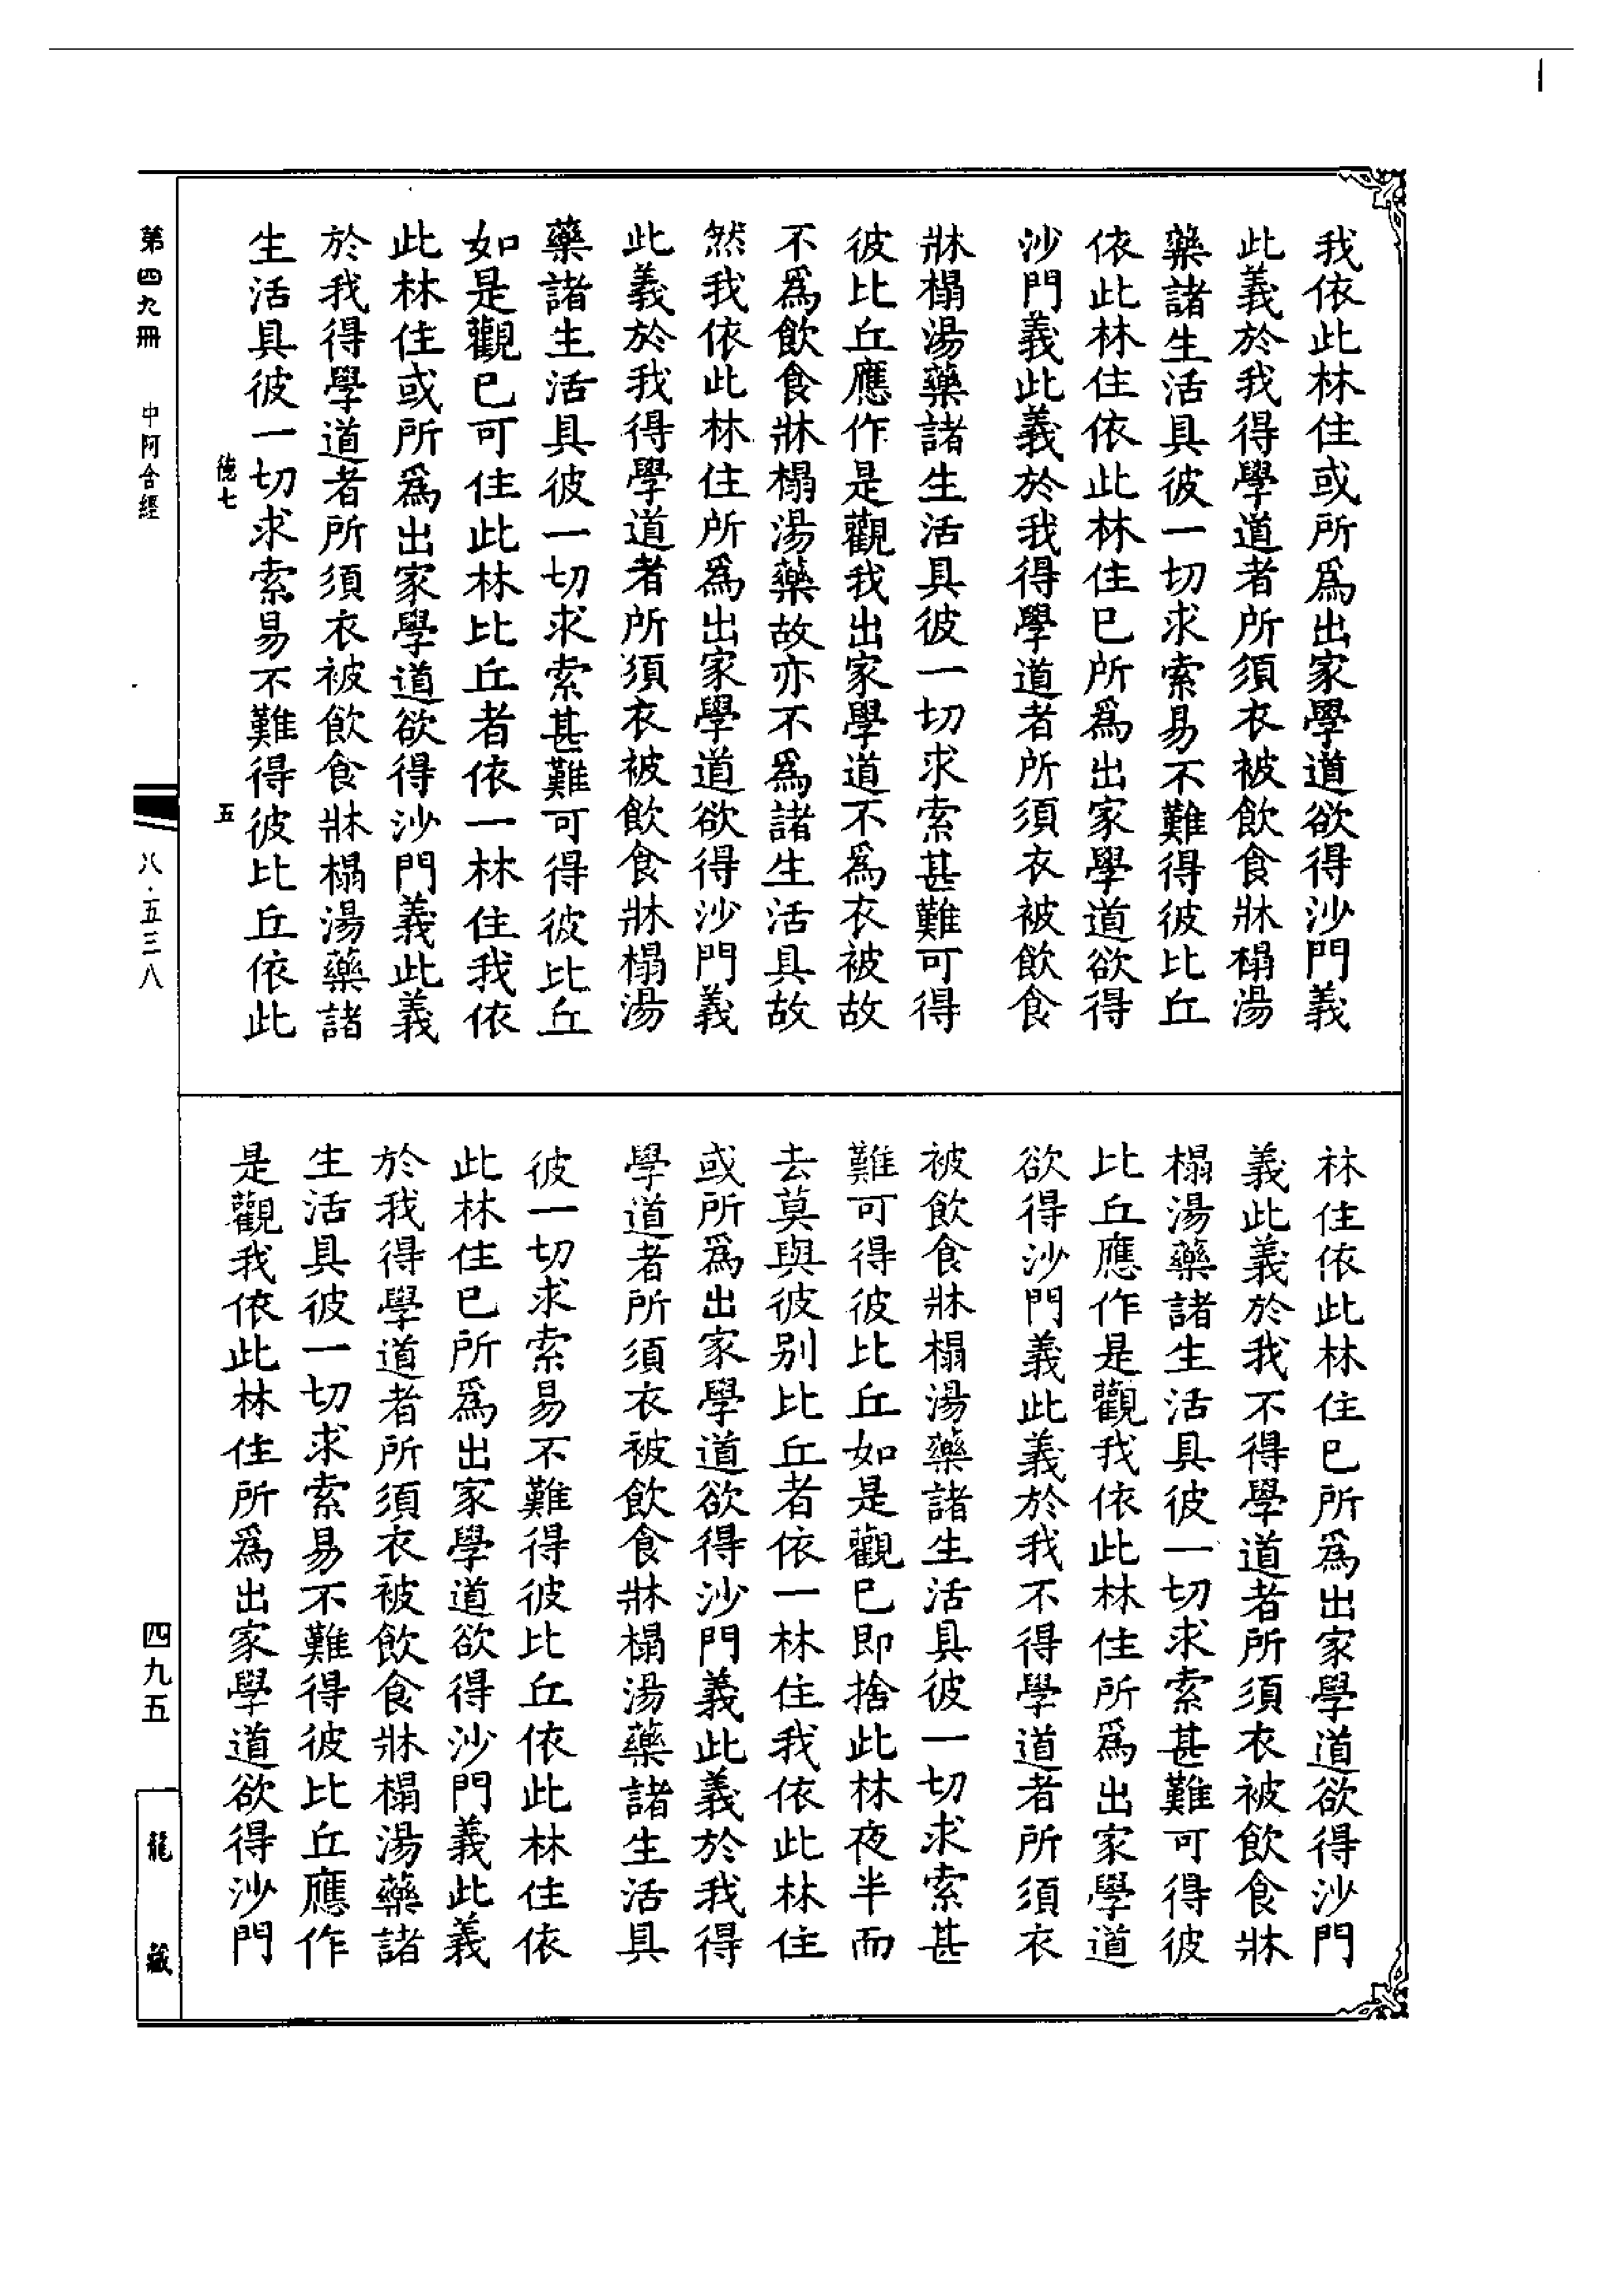 我依此林住或所爲出家學道欲得沙門義
此義於我得學道者所須衣被飲食牀榻湯
藥諸生活具彼一切求索易不難得彼比丘
依此林住依此林住已所爲出家學道欲得
沙門義此義於我得學道者所須衣被飲食
牀榻湯藥諸生活具彼一切求索甚難可得
彼比丘應作是觀我出家學道不爲衣被故
不爲飲食牀榻湯藥故亦不爲諸生活具故
然我依此林住所爲出家學道欲得沙門義
此義於我得學道者所須衣被飲食牀榻湯
藥諸生活具彼一切求索甚難可得彼比丘
如是觀已可住此林比丘者依一林住我依
此林住或所爲出家學道欲得沙門義此義
於我得學道者所須衣被飲食牀榻湯藥諸
生活具彼一切求索易不難得彼比丘依此
德七
五
林住依此林住已所爲出家學道欲得沙門
義此義於我不得學道者所須衣被飲食牀
榻湯藥諸生活具彼一切求索甚難可得彼
比丘應作是觀我依此林住所爲出家學道
欲得沙門義此義於我不得學道者所須衣
被飲食牀榻湯藥諸生活具彼一切求索甚
難可得彼比丘如是觀已即捨此林夜半而
去莫與彼別比丘者依一林住我依此林住
或所爲出家學道欲得沙門義此義於我得
學道者所須衣被飲食牀榻湯藥諸生活具
彼一切求索易不難得彼比丘依此林住依
此林住已所爲出家學道欲得沙門義此義
於我得學道者所須衣被飲食牀榻湯藥諸
生活具彼一切求索易不難得彼比丘應作
是觀我依此林住所爲出家學道欲得沙門
第四九冊 中阿含經
八·五三八
四九五
龍藏